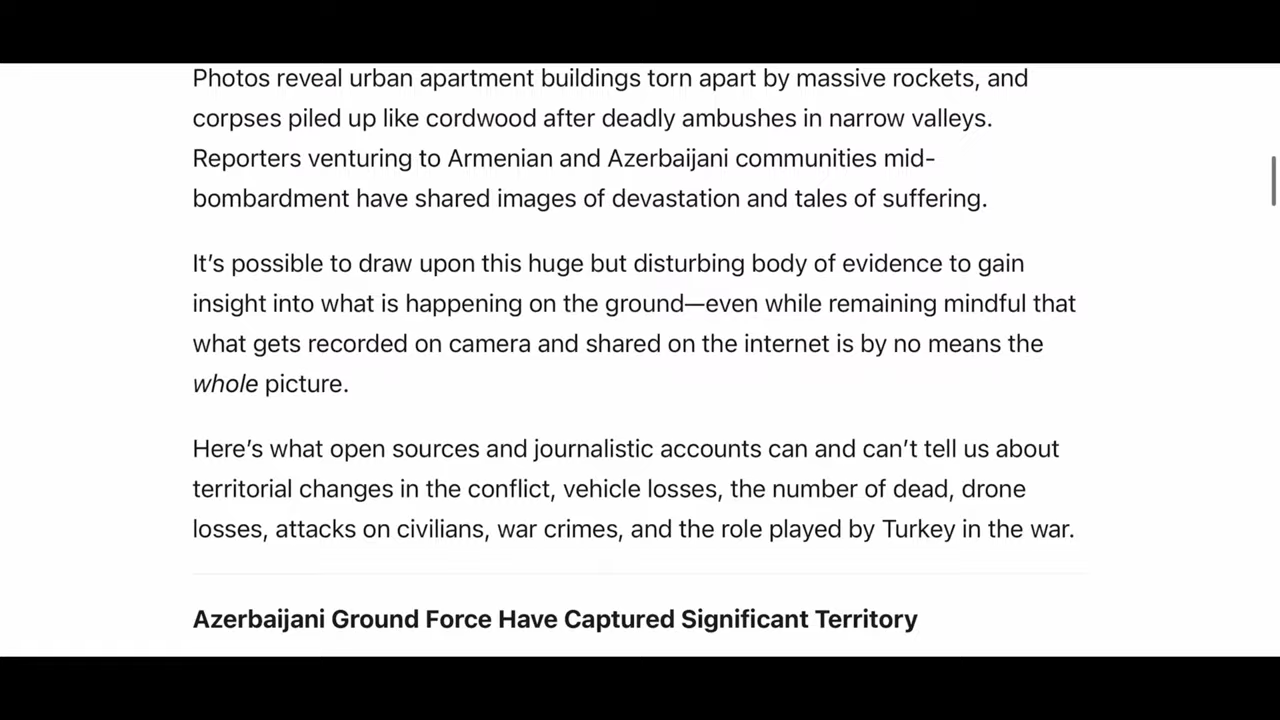 Photos reveal urban apartment buildings torn apart by massive rockets, and
corpses piled up like cordwood after deadly ambushes in narrow valleys.
Reporters venturing to Armenian and Azerbaijani communities mid-
bombardment have shared images of devastation and tales of suffering.
It’s possible to draw upon this huge but disturbing body of evidence to gain
insight into what is happening on the ground—even while remaining mindful that
what gets recorded on camera and shared on the internet is by no means the
whole picture.
Here’s what open sources and journalistic accounts can and can’t tell us about
territorial changes in the conflict, vehicle losses, the number of dead, drone
losses, attacks on civilians, war crimes, and the role played by Turkey in the war.
Azerbaijani Ground Force Have Captured Significant Territory